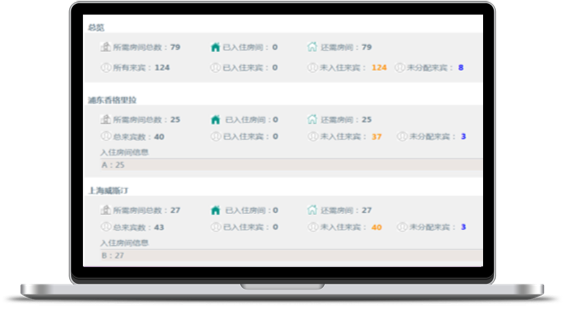 总览
所需房间总数：79 已入住房间：0 还需房间：79
所有来宾：124 已入住来宾：0 未入住来宾：124 未分配来宾：8
浦东香格里拉
所需房间总数：25 已入住房间：0 还需房间：25
总来宾数：40 已入住来宾：0 未入住来宾：37 未分配来宾：3
入住房间信息
A：25
上海威斯汀
所需房间总数：27 已入住房间：0 还需房间：27
总来宾数：43 已入住来宾：0 未入住来宾：40 未分配来宾：3
入住房间信息
B：27